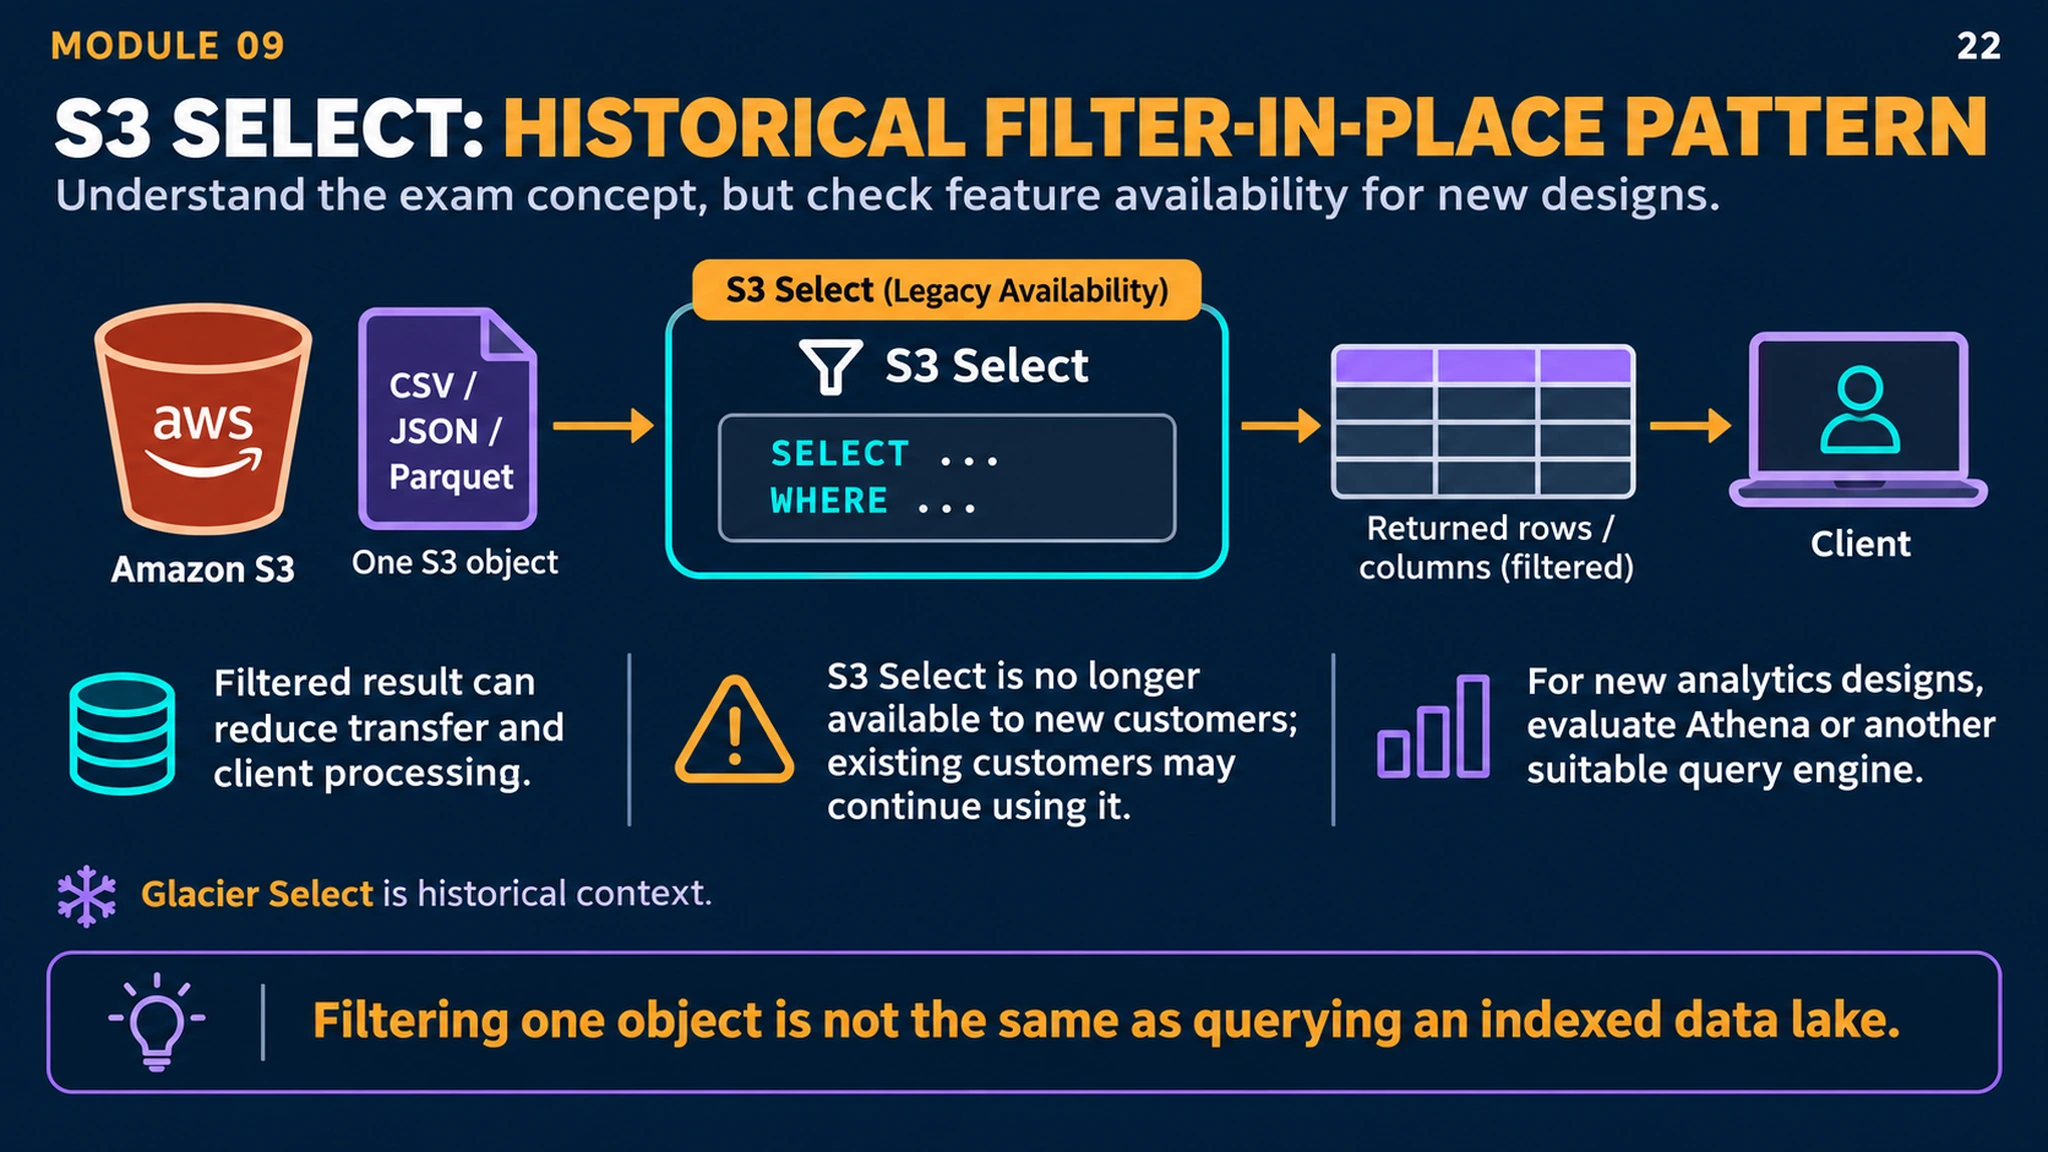 MODULE 09
22
S3 SELECT: HISTORICAL FILTER-IN-PLACE PATTERN
Understand the exam concept, but check feature availability for new designs.
aws
Amazon S3
CSV /
JSON /
Parquet
One S3 object
S3 Select (Legacy Availability)
S3 Select
SELECT ...
WHERE ...
Returned rows /
columns (filtered)
Client
Filtered result can
reduce transfer and
client processing.
S3 Select is no longer
available to new customers;
existing customers may
continue using it.
For new analytics designs,
evaluate Athena or another
suitable query engine.
Glacier Select is historical context.
Filtering one object is not the same as querying an indexed data lake.